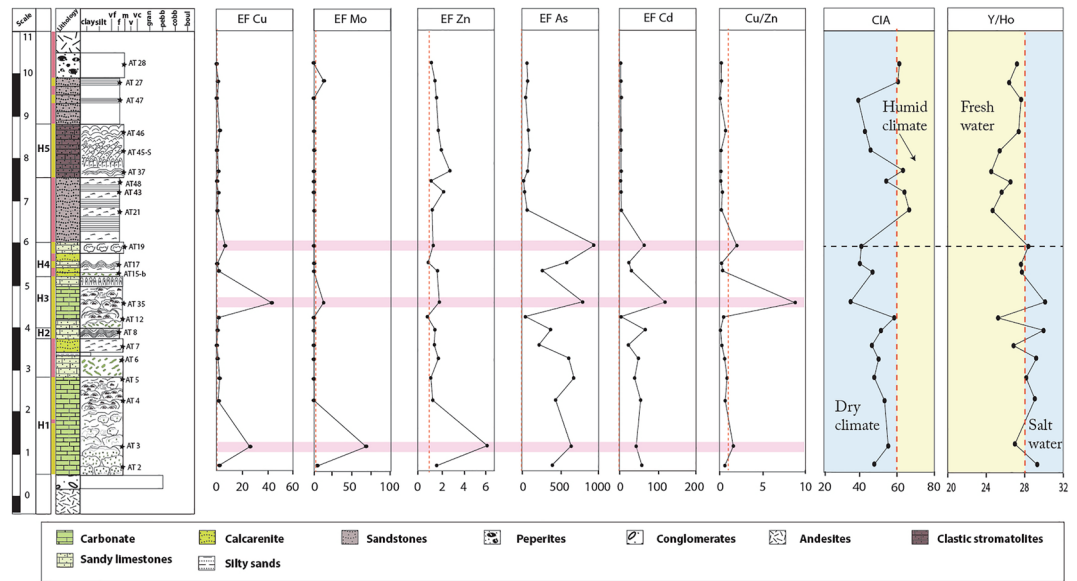 Scale
Lithology
clay silt vf f m v vc gran pebb cobb boul
EF Cu
EF Mo
EF Zn
EF As
EF Cd
Cu/Zn
CIA
Y/Ho
11
10
9
8
7
6
5
4
3
2
1
0
H5
H4
H3
H2
H1
AT 28
AT 27
AT 47
AT 46
AT 45-S
AT 37
AT48
AT 43
AT21
AT19
AT17
AT15-b
AT 35
AT 12
AT 8
AT 7
AT 6
AT 5
AT 4
AT 3
AT 2
Humid
climate
Dry
climate
Fresh
water
Salt
water
0 20 40 60
0 50 100
0 2 4 6
0 1000
0 100 200
0 5 10
20 40 60 80
20 24 28 32
Carbonate
Calcarenite
Sandstones
Peperites
Conglomerates
Andesites
Clastic stromatolites
Sandy limestones
Silty sands